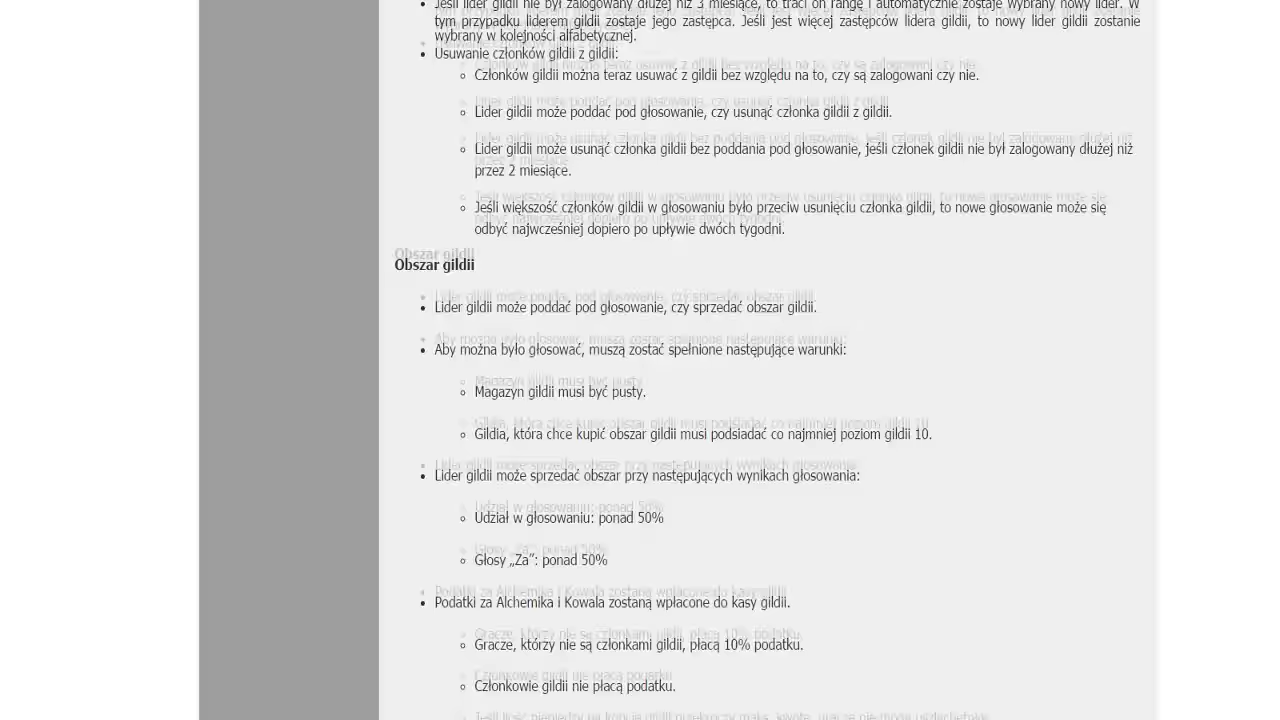 Jeśli lider gildii nie był zalogowany dłużej niż 3 miesiące, to traci on rangę i automatycznie zostaje wybrany nowy lider. W
tym przypadku liderem gildii zostaje jego zastępca. Jeśli jest więcej zastępców lidera gildii, to nowy lider gildii zostanie
wybrany w kolejności alfabetycznej.
Usuwanie członków gildii z gildii:
Członków gildii można teraz usuwać z gildii bez względu na to, czy są zalogowani czy nie.
Lider gildii może poddać pod głosowanie, czy usunąć członka gildii z gildii.
Lider gildii może usunąć członka gildii bez poddania pod głosowanie, jeśli członek gildii nie był zalogowany dłużej niż
przez 2 miesiące.
Jeśli większość członków gildii w głosowaniu było przeciw usunięciu członka gildii, to nowe głosowanie może się
odbyć najwcześniej dopiero po upływie dwóch tygodni.
Obszar gildii
Lider gildii może poddać pod głosowanie, czy sprzedać obszar gildii.
Aby można było głosować, muszą zostać spełnione następujące warunki:
Magazyn gildii musi być pusty.
Gildia, która chce kupić obszar gildii musi podsiadać co najmniej poziom gildii 10.
Lider gildii może sprzedać obszar przy następujących wynikach głosowania:
Udział w głosowaniu: ponad 50%
Głosy „Za”: ponad 50%
Podatki za Alchemika i Kowala zostaną wpłacone do kasy gildii.
Gracze, którzy nie są członkami gildii, płacą 10% podatku.
Członkowie gildii nie płacą podatku.